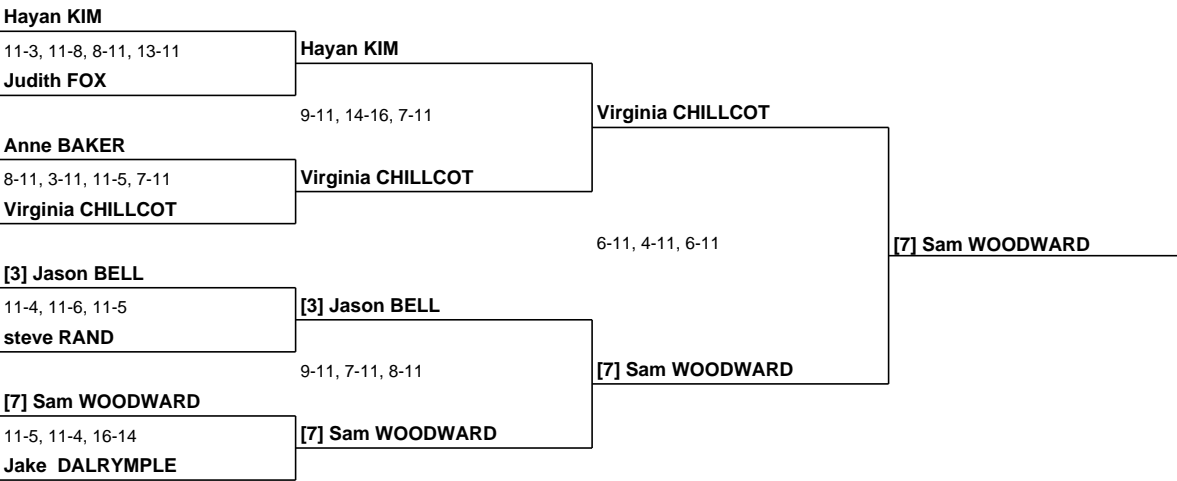 Hayan KIM
11-3, 11-8, 8-11, 13-11
Judith FOX
Anne BAKER
8-11, 3-11, 11-5, 7-11
Virginia CHILLCOT
[3] Jason BELL
11-4, 11-6, 11-5
steve RAND
[7] Sam WOODWARD
11-5, 11-4, 16-14
Jake  DALRYMPLE
Hayan KIM
9-11, 14-16, 7-11
Virginia CHILLCOT
[3] Jason BELL
9-11, 7-11, 8-11
[7] Sam WOODWARD
Virginia CHILLCOT
6-11, 4-11, 6-11
[7] Sam WOODWARD
[7] Sam WOODWARD